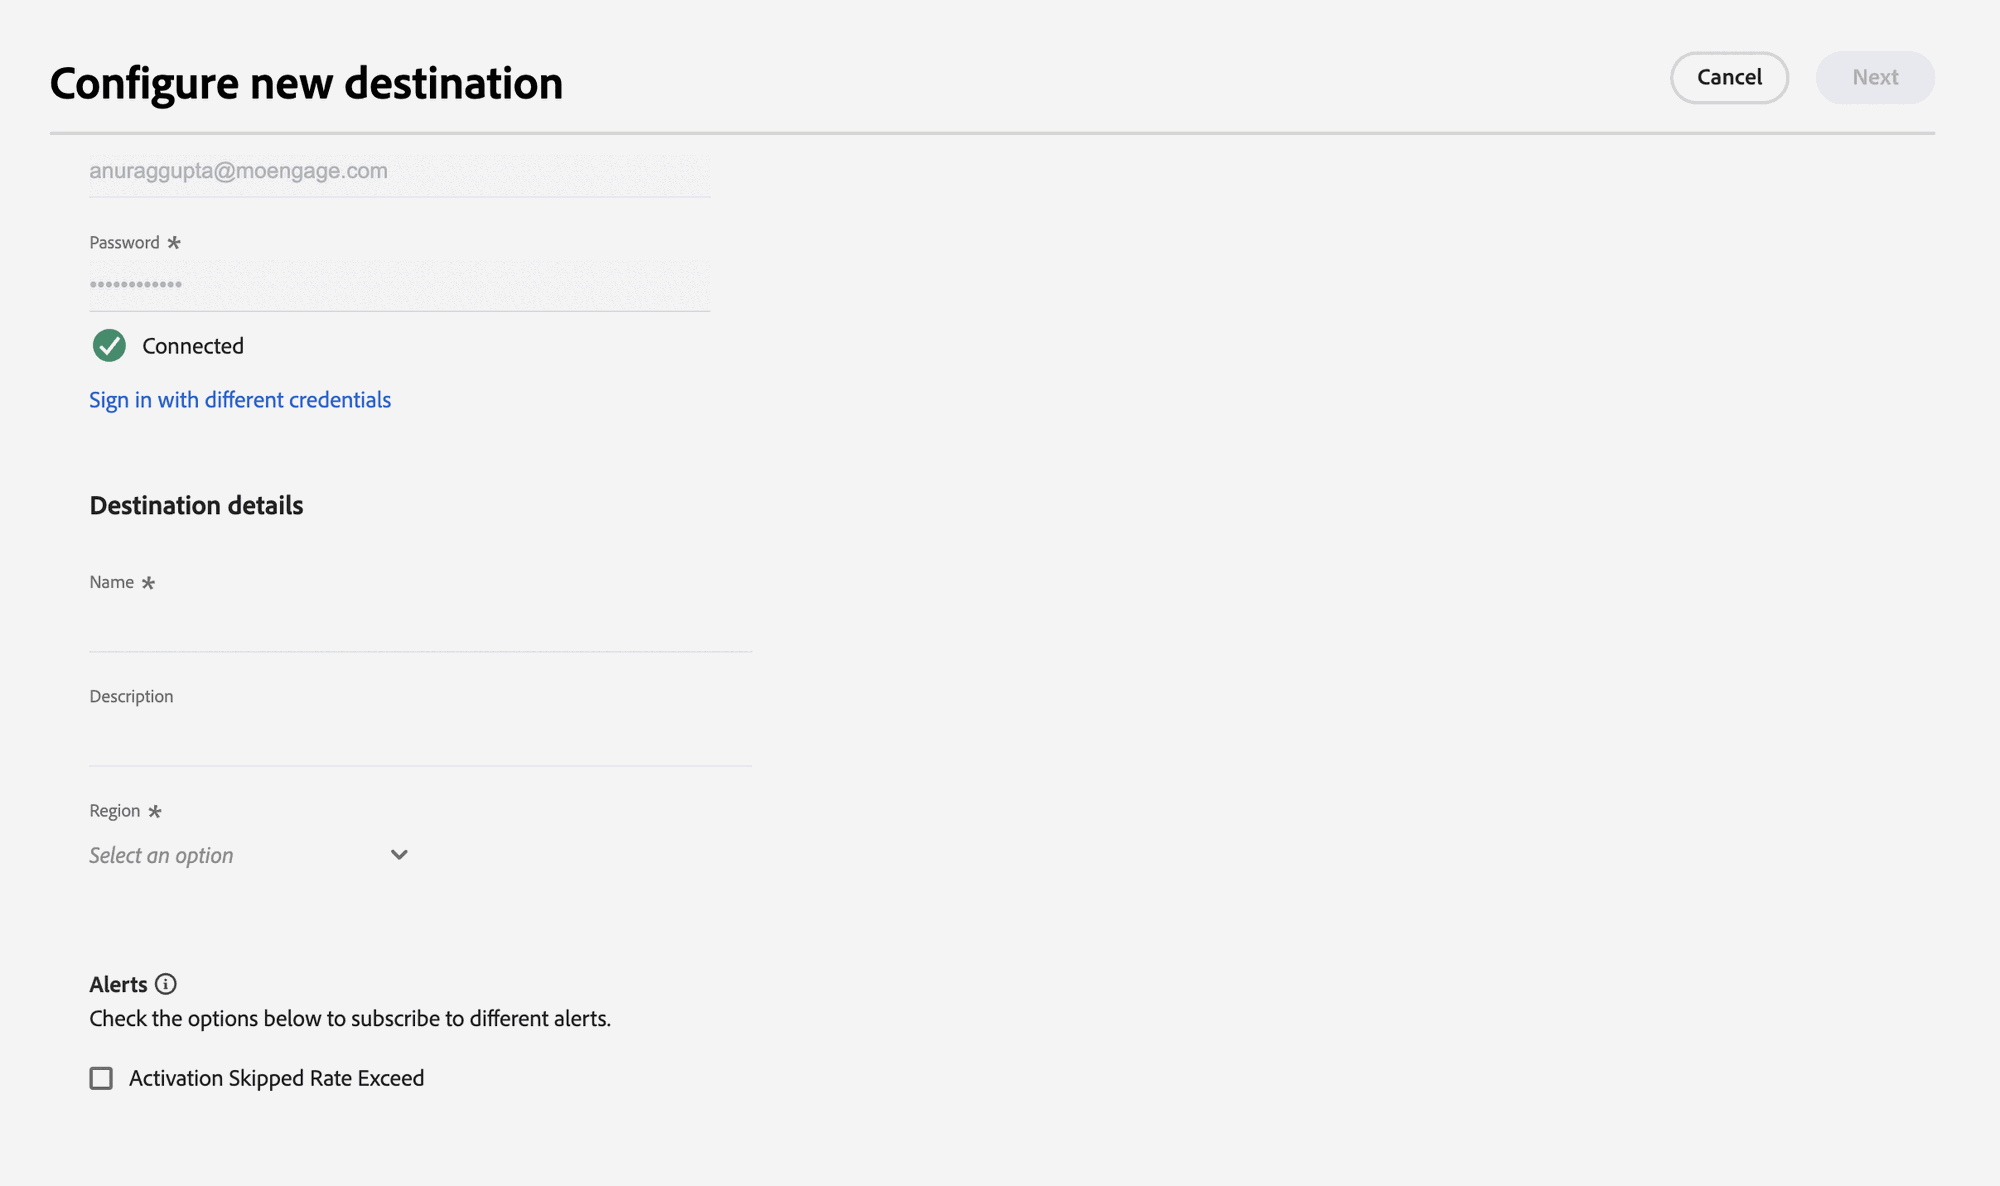 Configure new destination
Cancel
Next
anuraggupta@moengage.com
Password *
••••••••••••
Connected
Sign in with different credentials
Destination details
Name *
Description
Region *
Select an option
Alerts
Check the options below to subscribe to different alerts.
Activation Skipped Rate Exceed